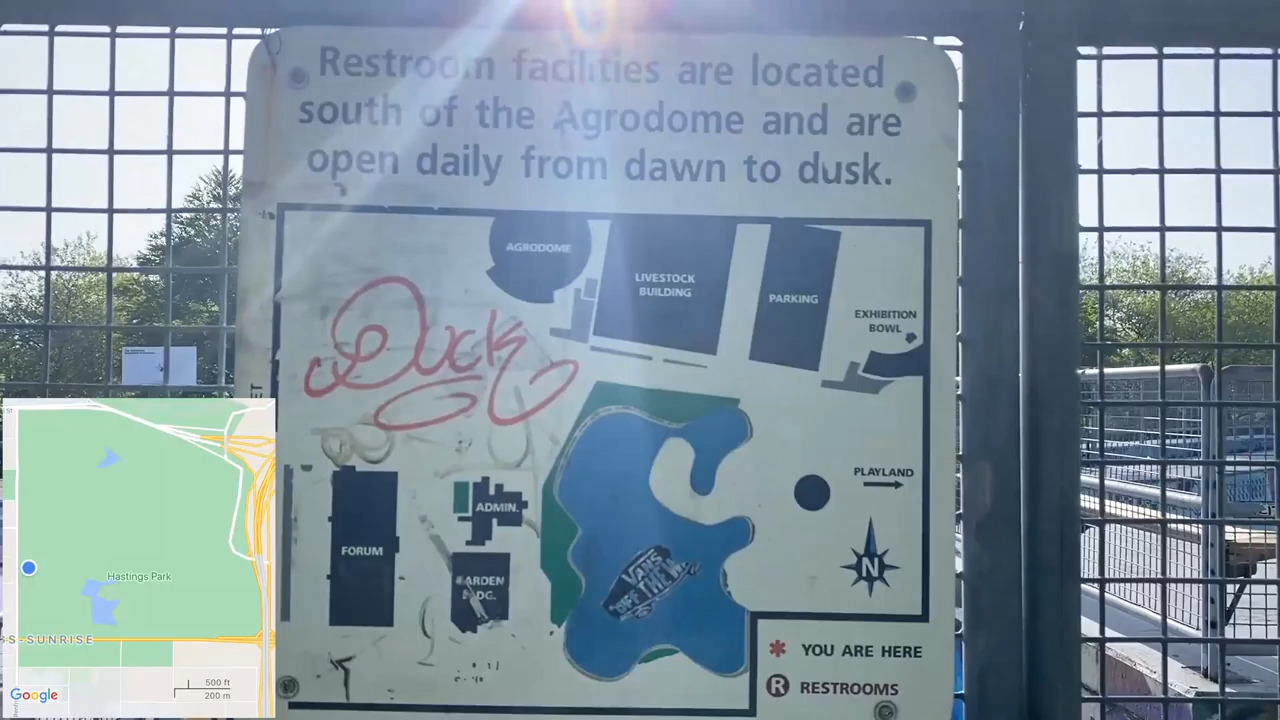 Restroom facilities are located
south of the Agrodome and are
open daily from dawn to dusk.
AGRODOME
LIVESTOCK
BUILDING
PARKING
EXHIBITION
BOWL
Duck
PLAYLAND
ADMIN.
FORUM
GARDEN
BLDG.
N
VANS
"OFF THE WALL"
YOU ARE HERE
R RESTROOMS
Hastings Park
GS-SUNRISE
500 ft
200 m
Google